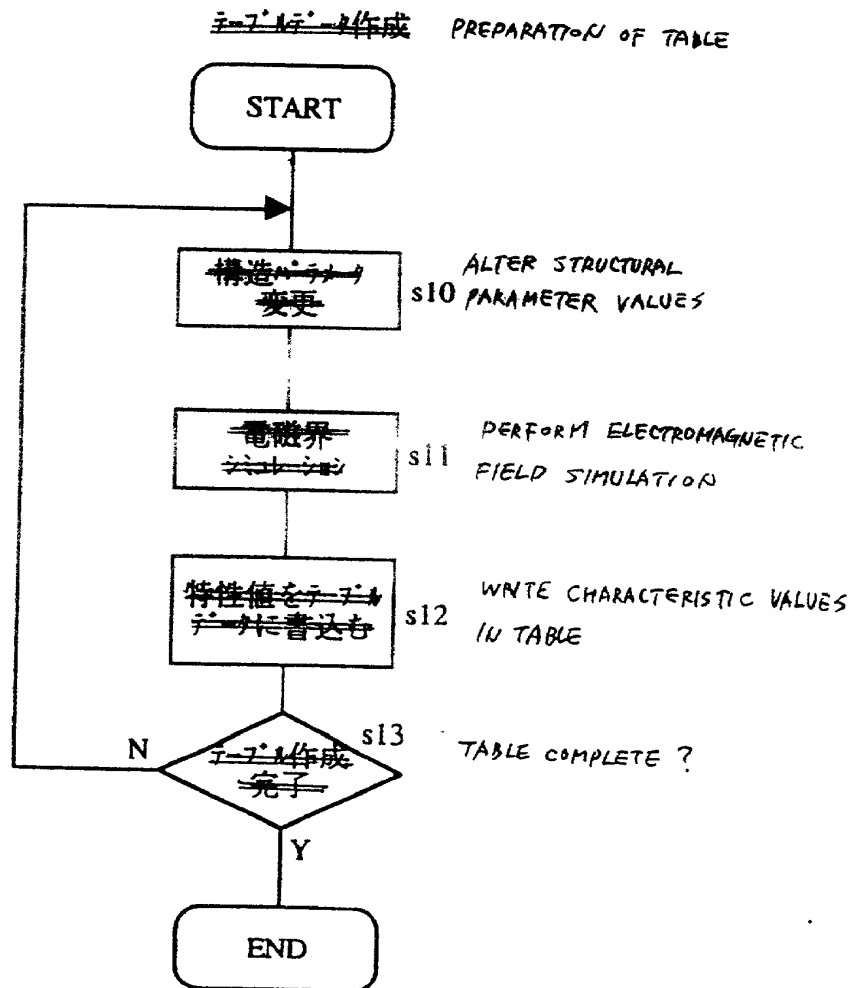 テーブルデータ作成 PREPARATION OF TABLE
START
構造パラメータ
変更
s10
ALTER STRUCTURAL
PARAMETER VALUES
電磁界
シミュレーション
s11
PERFORM ELECTROMAGNETIC
FIELD SIMULATION
特性値をテーブル
データに書込む
s12
WRITE CHARACTERISTIC VALUES
IN TABLE
s13
N
テーブル作成
完了
TABLE COMPLETE ?
Y
END